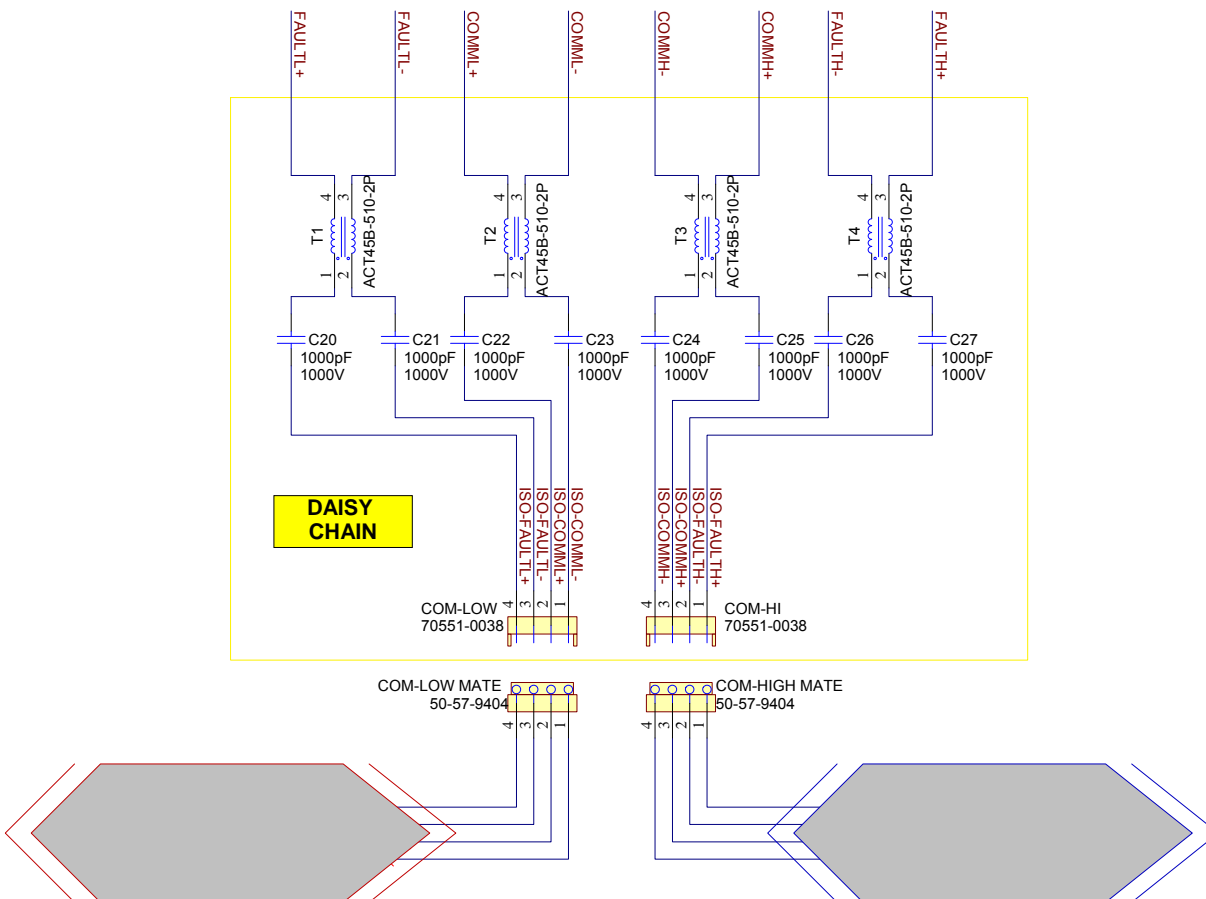 FAULTL+
FAULTL-
COMML+
COMML-
COMMH-
COMMH+
FAULTH-
FAULTH+
4 3
T1
ACT45B-510-2P
1 2
4 3
T2
ACT45B-510-2P
1 2
4 3
T3
ACT45B-510-2P
1 2
4 3
T4
ACT45B-510-2P
1 2
C20
1000pF
1000V
C21
1000pF
1000V
C22
1000pF
1000V
C23
1000pF
1000V
C24
1000pF
1000V
C25
1000pF
1000V
C26
1000pF
1000V
C27
1000pF
1000V
DAISY
CHAIN
ISO-FAULTL+
ISO-FAULTL-
ISO-COMML+
ISO-COMML-
ISO-COMMH-
ISO-COMMH+
ISO-FAULTH-
ISO-FAULTH+
4 3 2 1
COM-LOW
70551-0038
4 3 2 1
COM-HI
70551-0038
COM-LOW MATE
50-57-9404
4 3 2 1
COM-HIGH MATE
50-57-9404
4 3 2 1